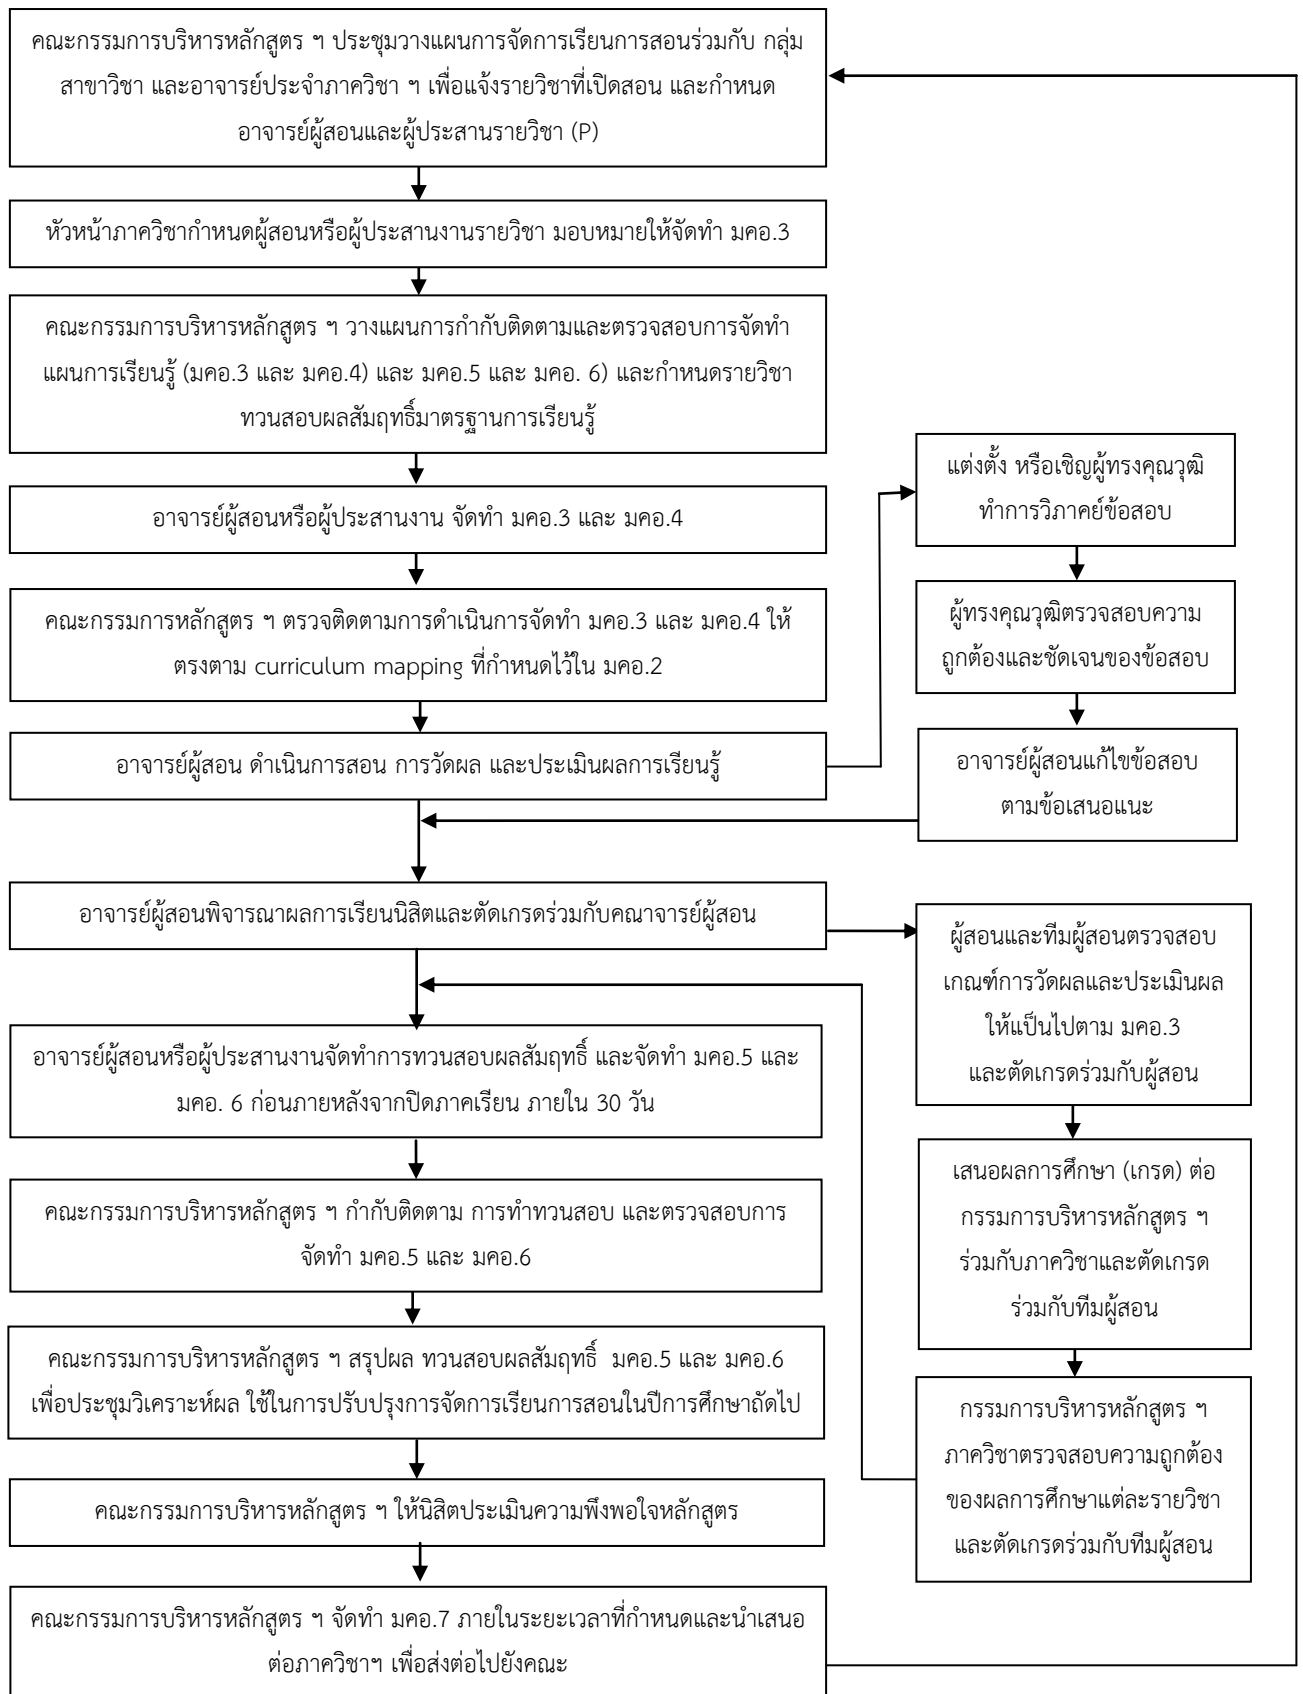 คณะกรรมการบริหารหลักสูตร ฯ ประชุมวางแผนการจัดการเรียนการสอนร่วมกับ กลุ่ม
สาขาวิชา และอาจารย์ประจำภาควิชา ฯ เพื่อแจ้งรายวิชาที่เปิดสอน และกำหนด
อาจารย์ผู้สอนและผู้ประสานรายวิชา (P)
หัวหน้าภาควิชากำหนดผู้สอนหรือผู้ประสานงานรายวิชา มอบหมายให้จัดทำ มคอ.3
คณะกรรมการบริหารหลักสูตร ฯ วางแผนการกำกับติดตามและตรวจสอบการจัดทำ
แผนการเรียนรู้ (มคอ.3 และ มคอ.4) และ มคอ.5 และ มคอ. 6) และกำหนดรายวิชา
ทวนสอบผลสัมฤทธิ์มาตรฐานการเรียนรู้
อาจารย์ผู้สอนหรือผู้ประสานงาน จัดทำ มคอ.3 และ มคอ.4
คณะกรรมการหลักสูตร ฯ ตรวจติดตามการดำเนินการจัดทำ มคอ.3 และ มคอ.4 ให้
ตรงตาม curriculum mapping ที่กำหนดไว้ใน มคอ.2
อาจารย์ผู้สอน ดำเนินการสอน การวัดผล และประเมินผลการเรียนรู้
แต่งตั้ง หรือเชิญผู้ทรงคุณวุฒิ
ทำการวิภาคย์ข้อสอบ
ผู้ทรงคุณวุฒิตรวจสอบความ
ถูกต้องและชัดเจนของข้อสอบ
อาจารย์ผู้สอนแก้ไขข้อสอบ
ตามข้อเสนอแนะ
อาจารย์ผู้สอนพิจารณาผลการเรียนนิสิตและตัดเกรดร่วมกับคณาจารย์ผู้สอน
ผู้สอนและทีมผู้สอนตรวจสอบ
เกณฑ์การวัดผลและประเมินผล
ให้แป็นไปตาม มคอ.3
และตัดเกรดร่วมกับผู้สอน
เสนอผลการศึกษา (เกรด) ต่อ
กรรมการบริหารหลักสูตร ฯ
ร่วมกับภาควิชาและตัดเกรด
ร่วมกับทีมผู้สอน
กรรมการบริหารหลักสูตร ฯ
ภาควิชาตรวจสอบความถูกต้อง
ของผลการศึกษาแต่ละรายวิชา
และตัดเกรดร่วมกับทีมผู้สอน
อาจารย์ผู้สอนหรือผู้ประสานงานจัดทำการทวนสอบผลสัมฤทธิ์ และจัดทำ มคอ.5 และ
มคอ. 6 ก่อนภายหลังจากปิดภาคเรียน ภายใน 30 วัน
คณะกรรมการบริหารหลักสูตร ฯ กำกับติดตาม การทำทวนสอบ และตรวจสอบการ
จัดทำ มคอ.5 และ มคอ.6
คณะกรรมการบริหารหลักสูตร ฯ สรุปผล ทวนสอบผลสัมฤทธิ์ มคอ.5 และ มคอ.6
เพื่อประชุมวิเคราะห์ผล ใช้ในการปรับปรุงการจัดการเรียนการสอนในปีการศึกษาถัดไป
คณะกรรมการบริหารหลักสูตร ฯ ให้นิสิตประเมินความพึงพอใจหลักสูตร
คณะกรรมการบริหารหลักสูตร ฯ จัดทำ มคอ.7 ภายในระยะเวลาที่กำหนดและนำเสนอ
ต่อภาควิชาฯ เพื่อส่งต่อไปยังคณะ